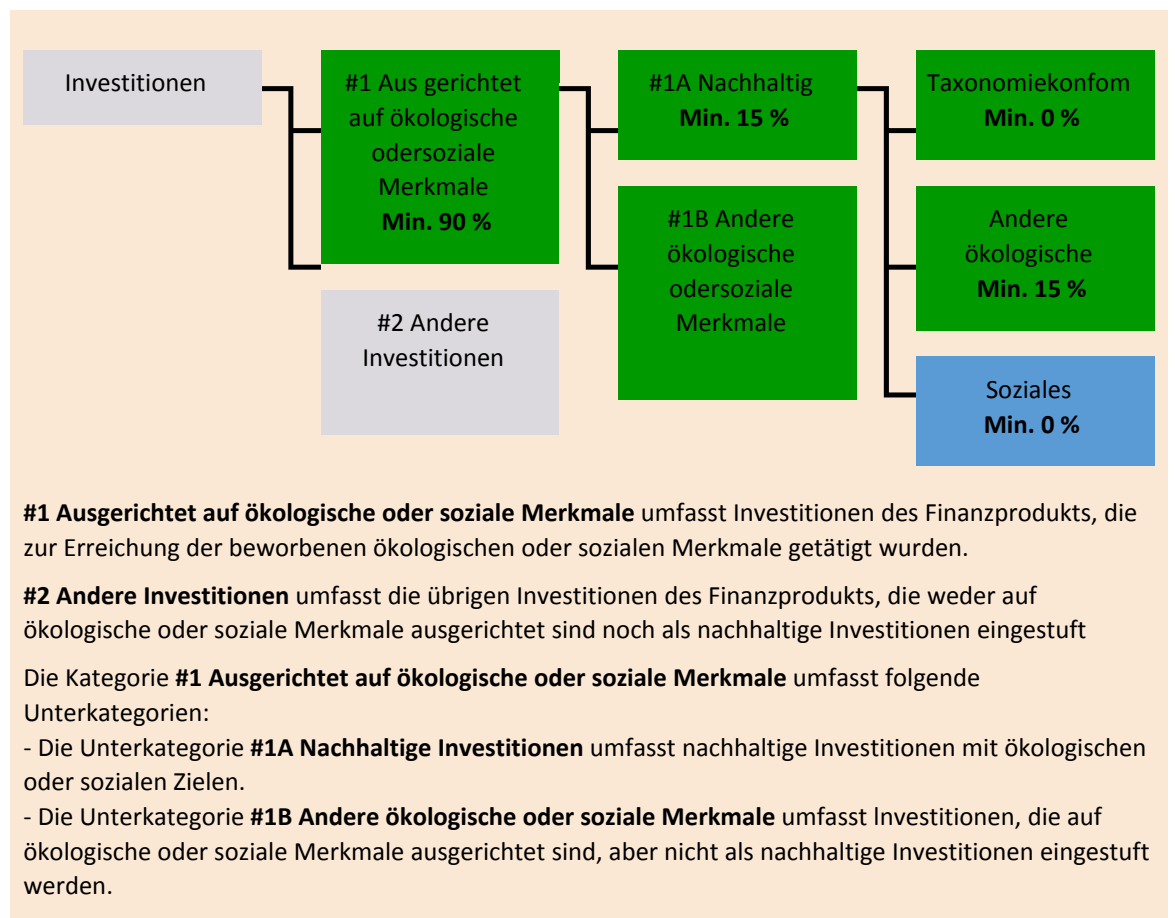 Investitionen
#1 Aus gerichtet
auf ökologische
odersoziale
Merkmale
Min. 90 %
#2 Andere
Investitionen
#1A Nachhaltig
Min. 15 %
#1B Andere
ökologische
odersoziale
Merkmale
Taxonomiekonfom
Min. 0 %
Andere
ökologische
Min. 15 %
Soziales
Min. 0 %
#1 Ausgerichtet auf ökologische oder soziale Merkmale umfasst Investitionen des Finanzprodukts, die
zur Erreichung der beworbenen ökologischen oder sozialen Merkmale getätigt wurden.
#2 Andere Investitionen umfasst die übrigen Investitionen des Finanzprodukts, die weder auf
ökologische oder soziale Merkmale ausgerichtet sind noch als nachhaltige Investitionen eingestuft
Die Kategorie #1 Ausgerichtet auf ökologische oder soziale Merkmale umfasst folgende
Unterkategorien:
- Die Unterkategorie #1A Nachhaltige Investitionen umfasst nachhaltige Investitionen mit ökologischen
oder sozialen Zielen.
- Die Unterkategorie #1B Andere ökologische oder soziale Merkmale umfasst lnvestitionen, die auf
ökologische oder soziale Merkmale ausgerichtet sind, aber nicht als nachhaltige Investitionen eingestuft
werden.